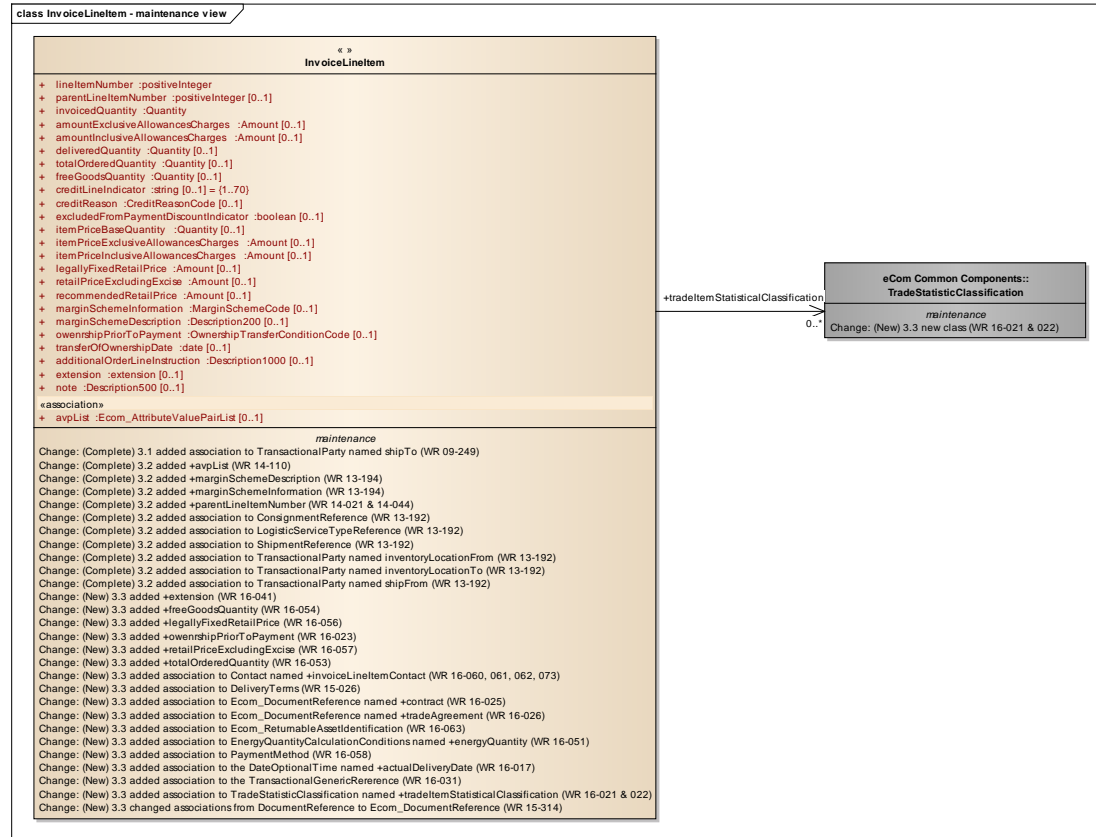 class InvoiceLineItem - maintenance view
« »
InvoiceLineItem
+ lineItemNumber :positiveInteger
+ parentLineItemNumber :positiveInteger [0..1]
+ invoicedQuantity :Quantity
+ amountExclusiveAllowancesCharges :Amount [0..1]
+ amountInclusiveAllowancesCharges :Amount [0..1]
+ deliveredQuantity :Quantity [0..1]
+ totalOrderedQuantity :Quantity [0..1]
+ freeGoodsQuantity :Quantity [0..1]
+ creditLineIndicator :string [0..1] = {1..70}
+ creditReason :CreditReasonCode [0..1]
+ excludedFromPaymentDiscountIndicator :boolean [0..1]
+ itemPriceBaseQuantity :Quantity [0..1]
+ itemPriceExclusiveAllowancesCharges :Amount [0..1]
+ itemPriceInclusiveAllowancesCharges :Amount [0..1]
+ legallyFixedRetailPrice :Amount [0..1]
+ retailPriceExcludingExcise :Amount [0..1]
+ recommendedRetailPrice :Amount [0..1]
+ marginSchemeInformation :MarginSchemeCode [0..1]
+ marginSchemeDescription :Description200 [0..1]
+ owenrshipPriorToPayment :OwnershipTransferConditionCode [0..1]
+ transferOfOwnershipDate :date [0..1]
+ additionalOrderLineInstruction :Description1000 [0..1]
+ extension :extension [0..1]
+ note :Description500 [0..1]
«association»
+ avpList :Ecom_AttributeValuePairList [0..1]
maintenance
Change: (Complete) 3.1 added association to TransactionalParty named shipTo (WR 09-249)
Change: (Complete) 3.2 added +avpList (WR 14-110)
Change: (Complete) 3.2 added +marginSchemeDescription (WR 13-194)
Change: (Complete) 3.2 added +marginSchemeInformation (WR 13-194)
Change: (Complete) 3.2 added +parentLineItemNumber (WR 14-021 & 14-044)
Change: (Complete) 3.2 added association to ConsignmentReference (WR 13-192)
Change: (Complete) 3.2 added association to LogisticServiceTypeReference (WR 13-192)
Change: (Complete) 3.2 added association to ShipmentReference (WR 13-192)
Change: (Complete) 3.2 added association to TransactionalParty named inventoryLocationFrom (WR 13-192)
Change: (Complete) 3.2 added association to TransactionalParty named inventoryLocationTo (WR 13-192)
Change: (Complete) 3.2 added association to TransactionalParty named shipFrom (WR 13-192)
Change: (New) 3.3 added +extension (WR 16-041)
Change: (New) 3.3 added +freeGoodsQuantity (WR 16-054)
Change: (New) 3.3 added +legallyFixedRetailPrice (WR 16-056)
Change: (New) 3.3 added +owenrshipPriorToPayment (WR 16-023)
Change: (New) 3.3 added +retailPriceExcludingExcise (WR 16-057)
Change: (New) 3.3 added +totalOrderedQuantity (WR 16-053)
Change: (New) 3.3 added association to Contact named +invoiceLineItemContact (WR 16-060, 061, 062, 073)
Change: (New) 3.3 added association to DeliveryTerms (WR 15-026)
Change: (New) 3.3 added association to Ecom_DocumentReference named +contract (WR 16-025)
Change: (New) 3.3 added association to Ecom_DocumentReference named +tradeAgreement (WR 16-026)
Change: (New) 3.3 added association to Ecom_ReturnableAssetIdentification (WR 16-063)
Change: (New) 3.3 added association to EnergyQuantityCalculationConditions named +energyQuantity (WR 16-051)
Change: (New) 3.3 added association to PaymentMethod (WR 16-058)
Change: (New) 3.3 added association to the DateOptionalTime named +actualDeliveryDate (WR 16-017)
Change: (New) 3.3 added association to the TransactionalGenericRererence (WR 16-031)
Change: (New) 3.3 added association to TradeStatisticClassification named +tradeItemStatisticalClassification (WR 16-021 & 022)
Change: (New) 3.3 changed associations from DocumentReference to Ecom_DocumentReference (WR 15-314)
+tradeItemStatisticalClassification
0..*
eCom Common Components::
TradeStatisticClassification
maintenance
Change: (New) 3.3 new class (WR 16-021 & 022)